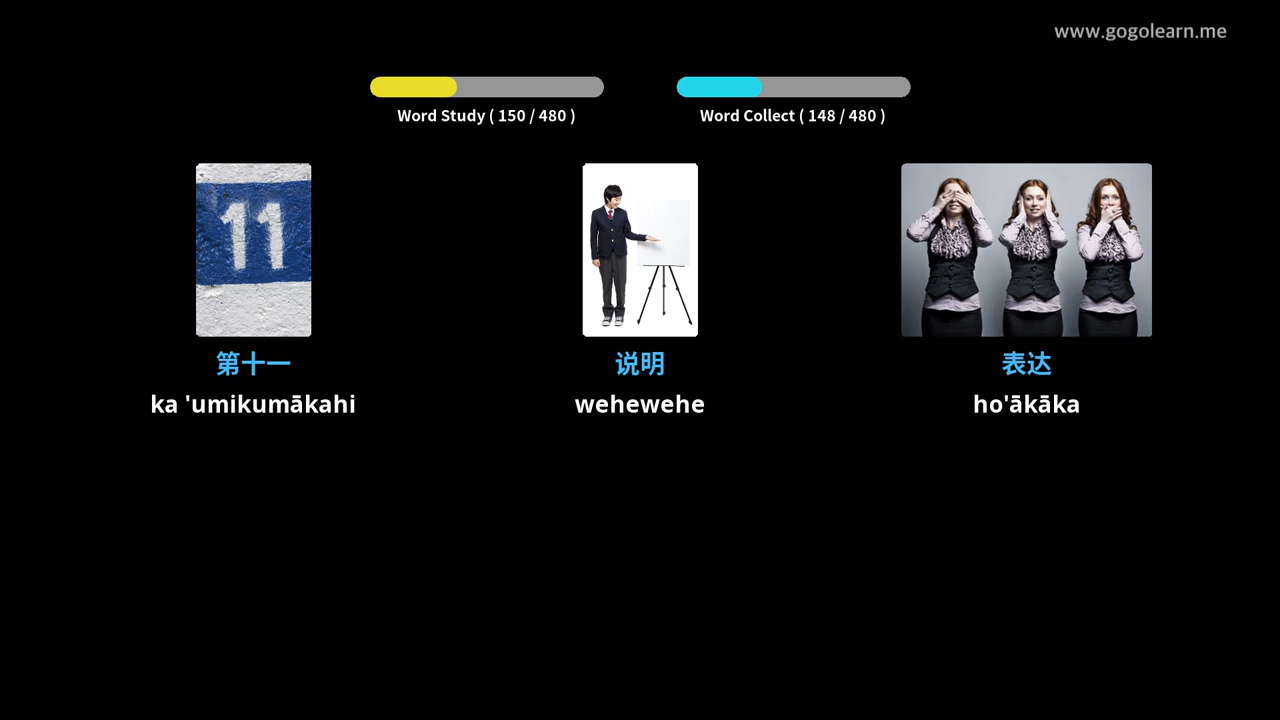 www.gogolearn.me
Word Study ( 150 / 480 )
Word Collect ( 148 / 480 )
11
第十一
说明
表达
ka 'umikumākahi
wehewehe
ho'ākāka